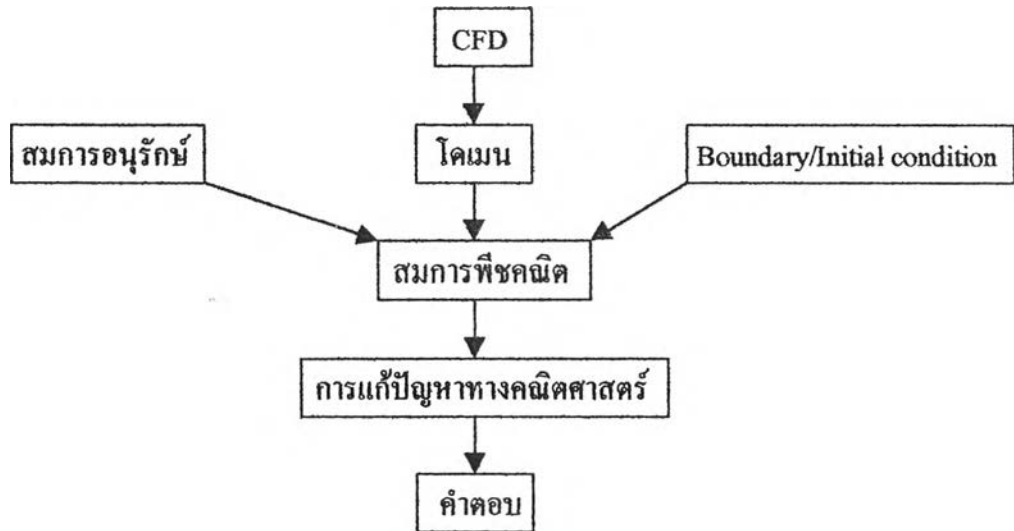 CFD
สมการอนุรักษ์
โดเมน
Boundary/Initial condition
สมการพีชคณิต
การแก้ปัญหาทางคณิตศาสตร์
คำตอบ